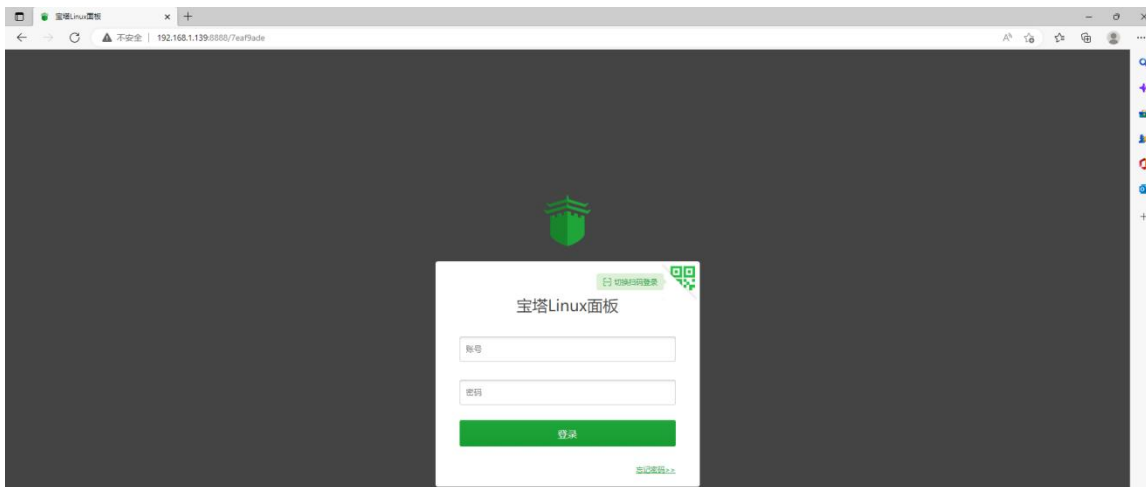 宝塔Linux面板
不安全 | 192.168.1.139:8888/7eaf9ade
切换扫码登录
宝塔Linux面板
账号
密码
登录
忘记密码>>